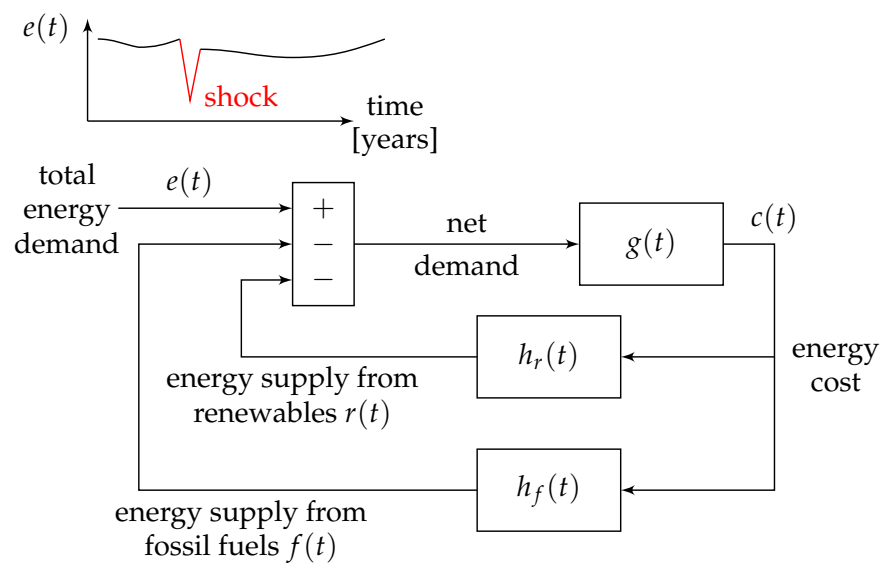 e(t)
shock
time
[years]
total
energy
demand
e(t)
+
−
−
net
demand
g(t)
c(t)
h_r(t)
energy
cost
energy supply from
renewables r(t)
h_f(t)
energy supply from
fossil fuels f(t)